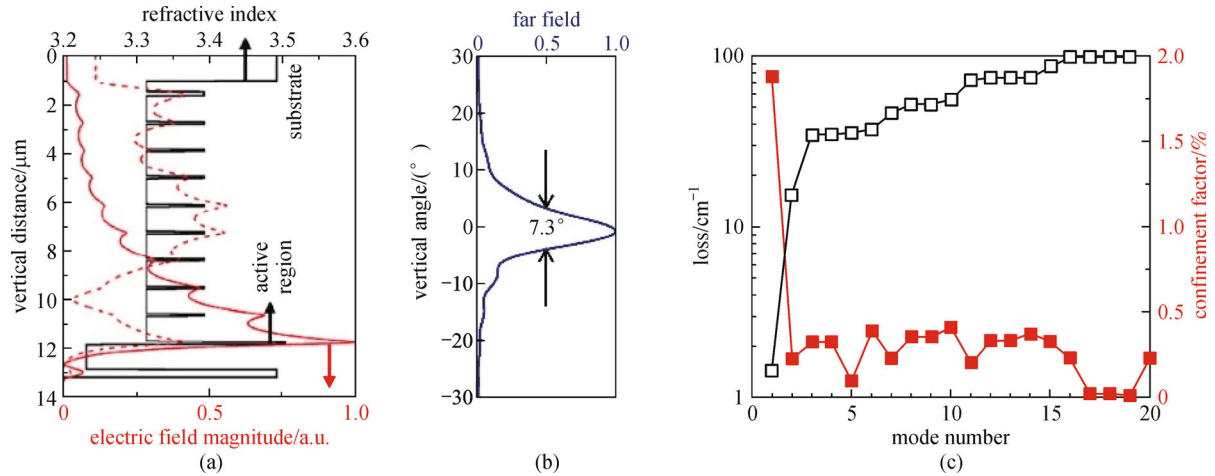 refractive index
3.2 3.3 3.4 3.5 3.6
0
2
4
6
8
10
12
14
vertical distance/μm
substrate
active
region
0 0.5 1.0
electric field magnitude/a.u.
(a)
far field
0 0.5 1.0
30
20
10
0
−10
−20
−30
vertical angle/(°)
7.3°
(b)
100
10
1
loss/cm⁻¹
2.0
1.5
1.0
0.5
0
confinement factor/%
0 5 10 15 20
mode number
(c)